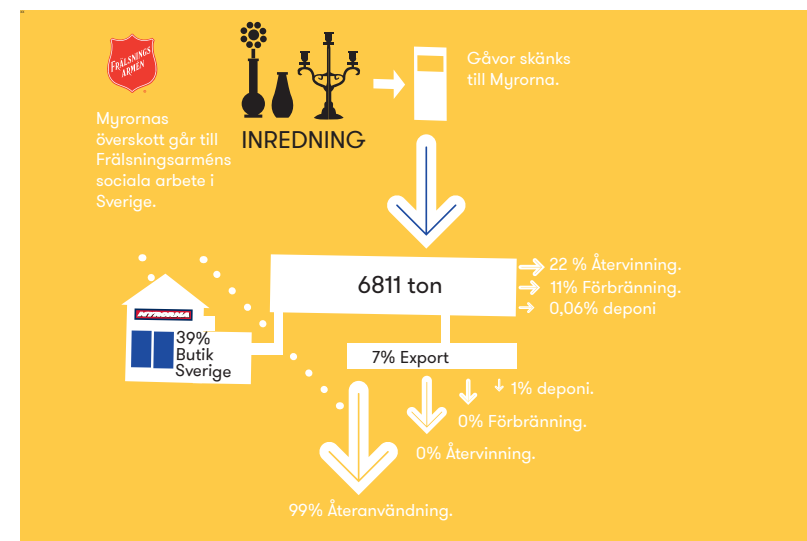 FRÄLSNINGS
ARMÉN
Myrornas
överskott går till
Frälsningsarméns
sociala arbete i
Sverige.
INREDNING
Gåvor skänks
till Myrorna.
6811 ton
22 % Återvinning.
11% Förbränning.
0,06% deponi
MYRORNA
39%
Butik
Sverige
7% Export
1% deponi.
0% Förbränning.
0% Återvinning.
99% Återanvändning.